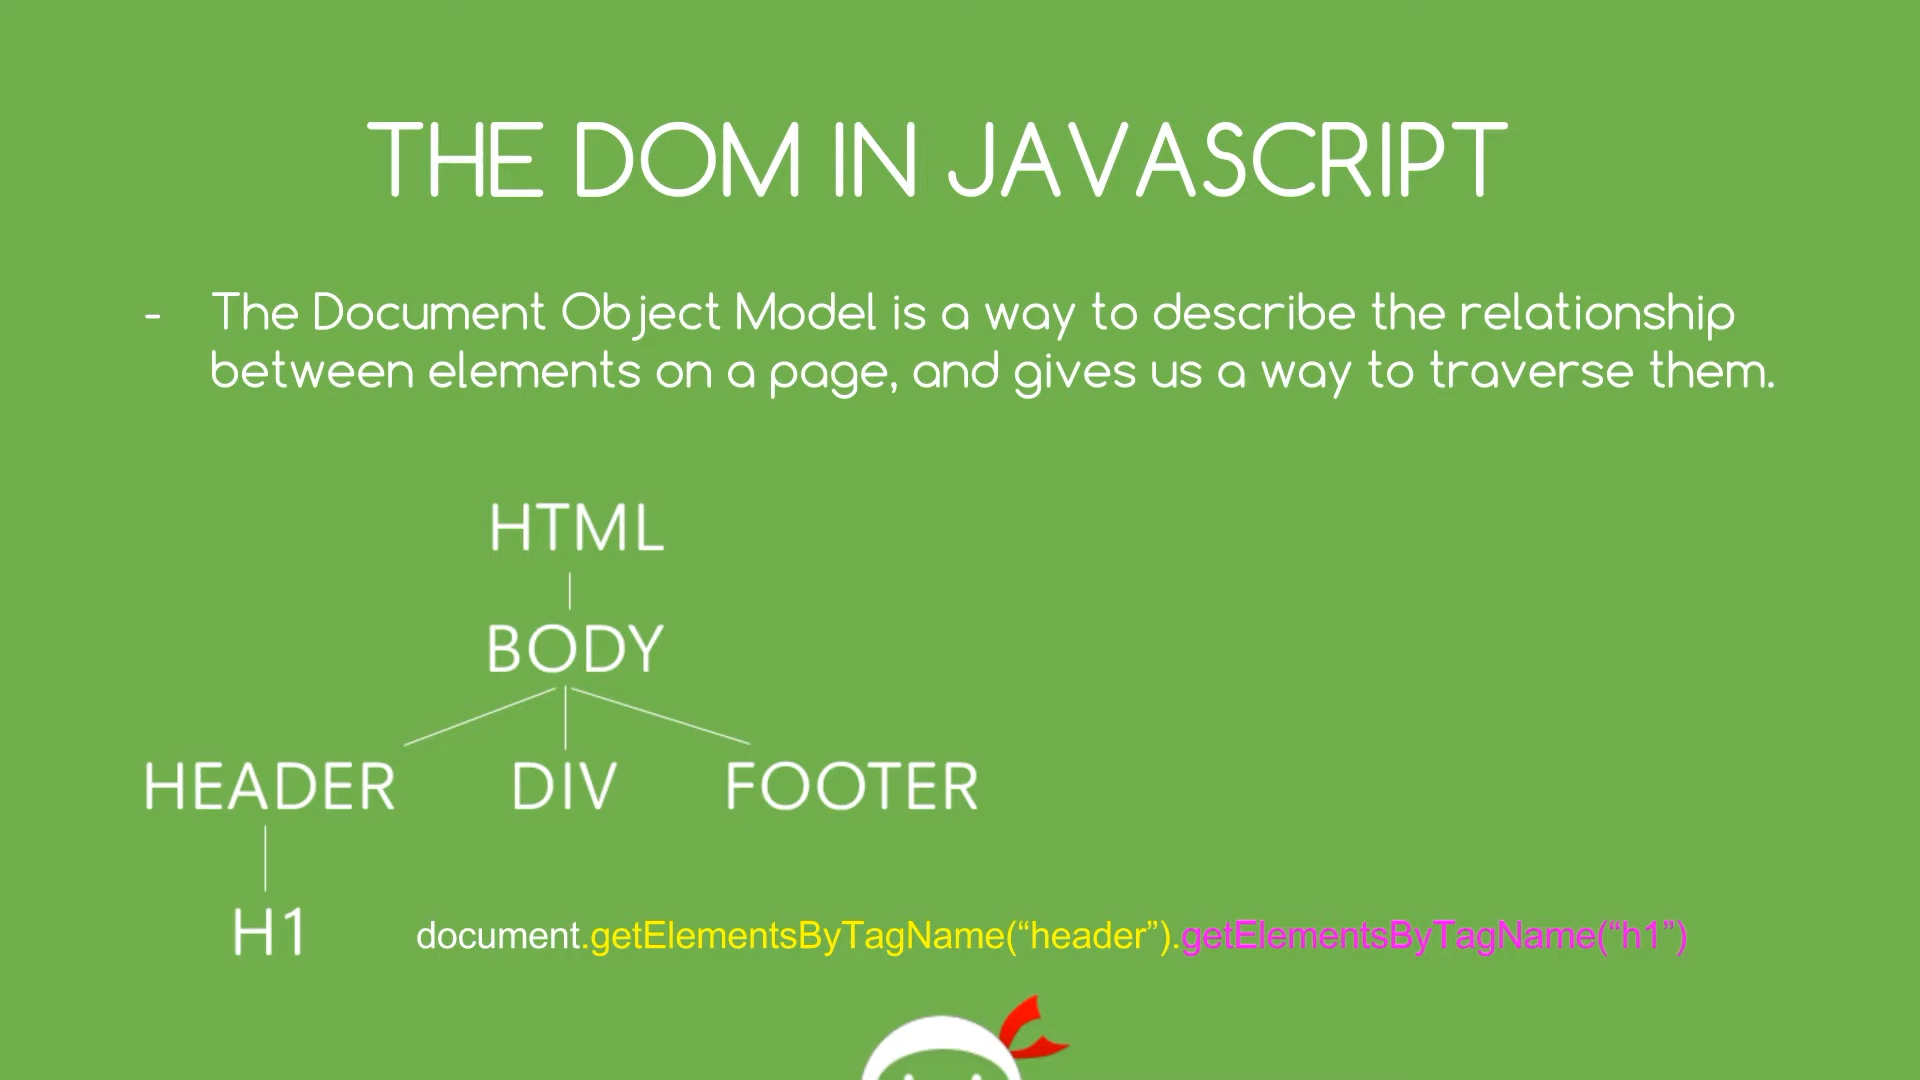 THE DOM IN JAVASCRIPT
- The Document Object Model is a way to describe the relationship
between elements on a page, and gives us a way to traverse them.
HTML
BODY
HEADER DIV FOOTER
H1 document.getElementsByTagName(“header”).getElementsByTagName(“h1”)